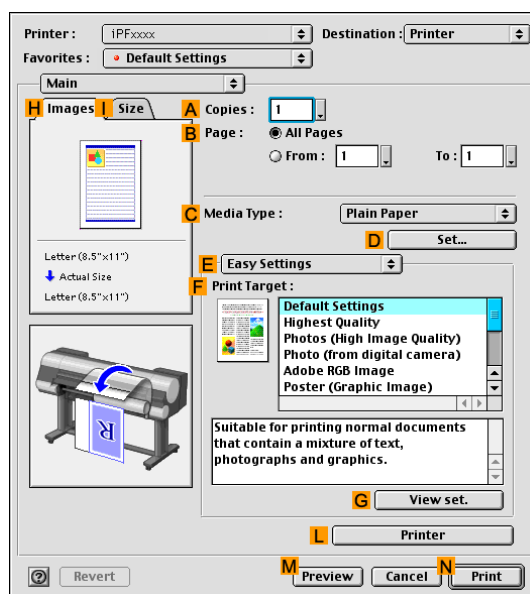 Printer : iPFxxxx Destination : Printer
Favorites : Default Settings
Main
H Images I Size A Copies : 1
B Page : All Pages
From : 1 To : 1
C Media Type : Plain Paper
D Set...
Letter (8.5"x11")
Actual Size
Letter (8.5"x11")
E Easy Settings
F Print Target :
Default Settings
Highest Quality
Photos (High Image Quality)
Photo (from digital camera)
Adobe RGB Image
Poster (Graphic Image)
R
Suitable for printing normal documents
that contain a mixture of text,
photographs and graphics.
G View set.
L Printer
? Revert M Preview Cancel N Print